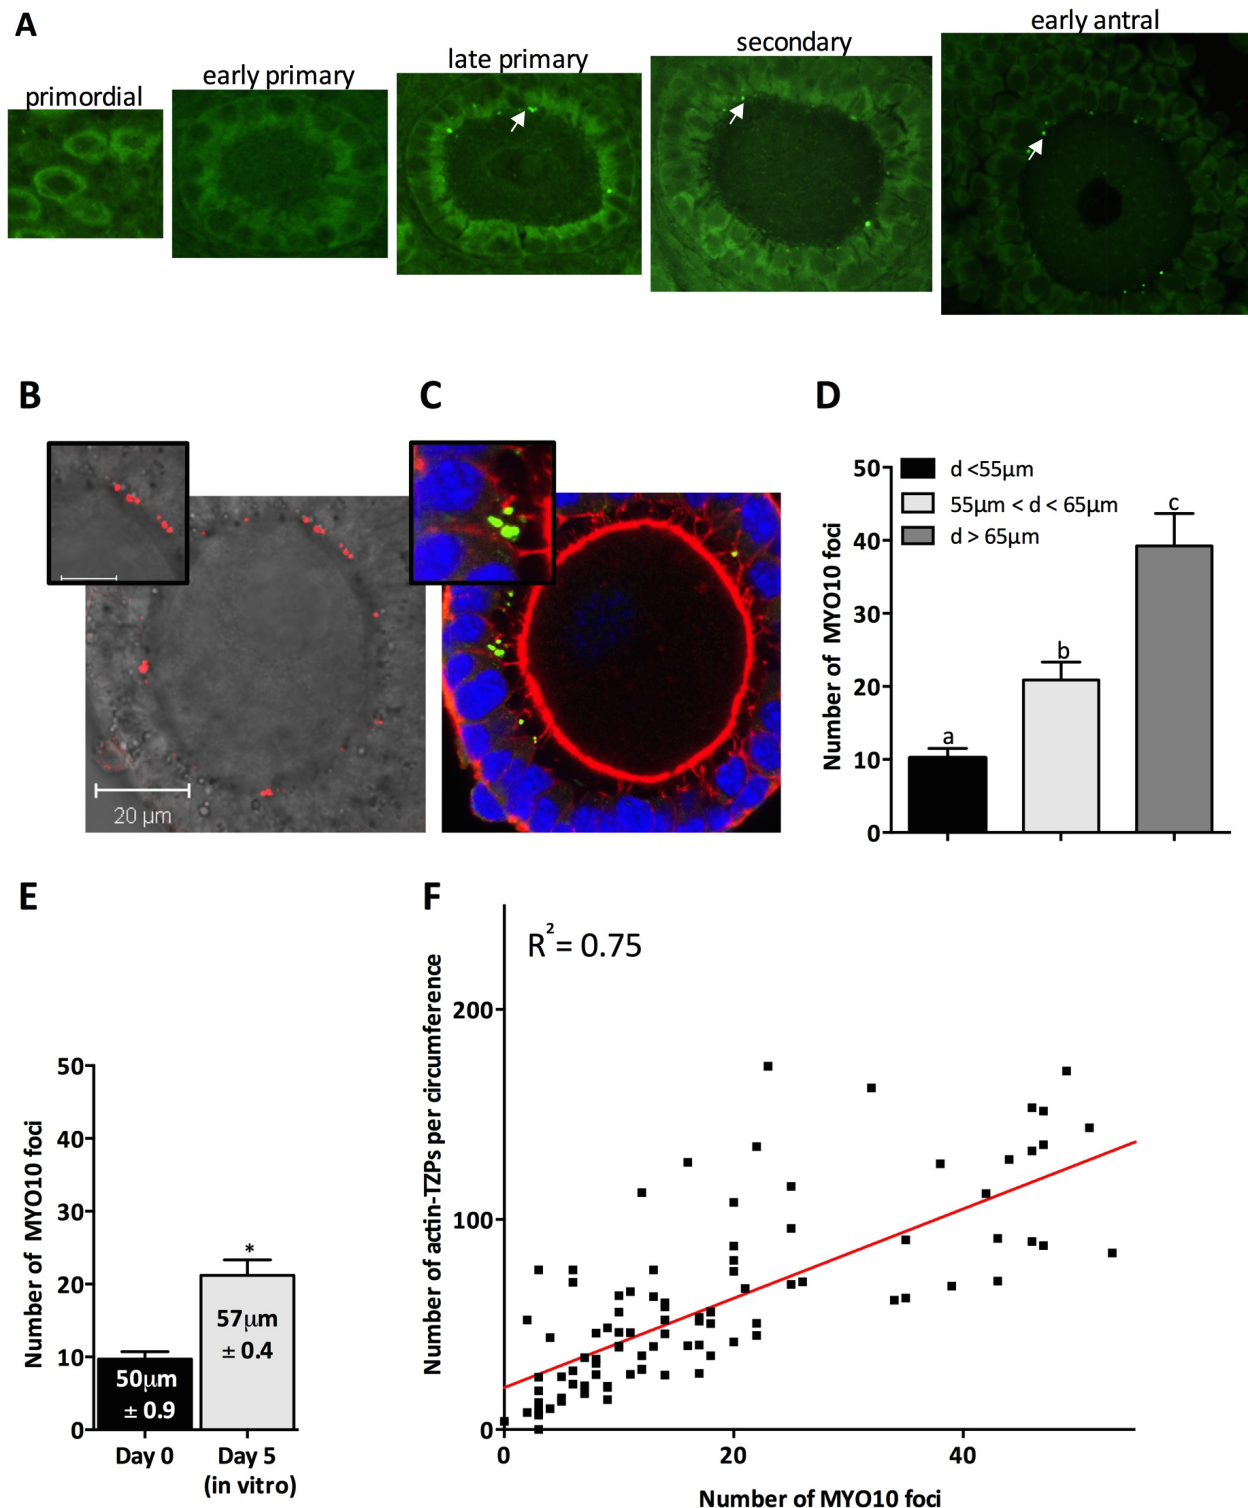 A
primordial
early primary
late primary
secondary
early antral
B
20 µm
C
D
Number of MYO10 foci
50
40
30
20
10
0
d <55µm
55µm < d < 65µm
d > 65µm
a
b
c
E
Number of MYO10 foci
50
40
30
20
10
0
50µm
± 0.9
*
57µm
± 0.4
Day 0
Day 5
(in vitro)
F
R² = 0.75
Number of actin-TZPs per circumference
200
100
0
0
20
40
Number of MYO10 foci